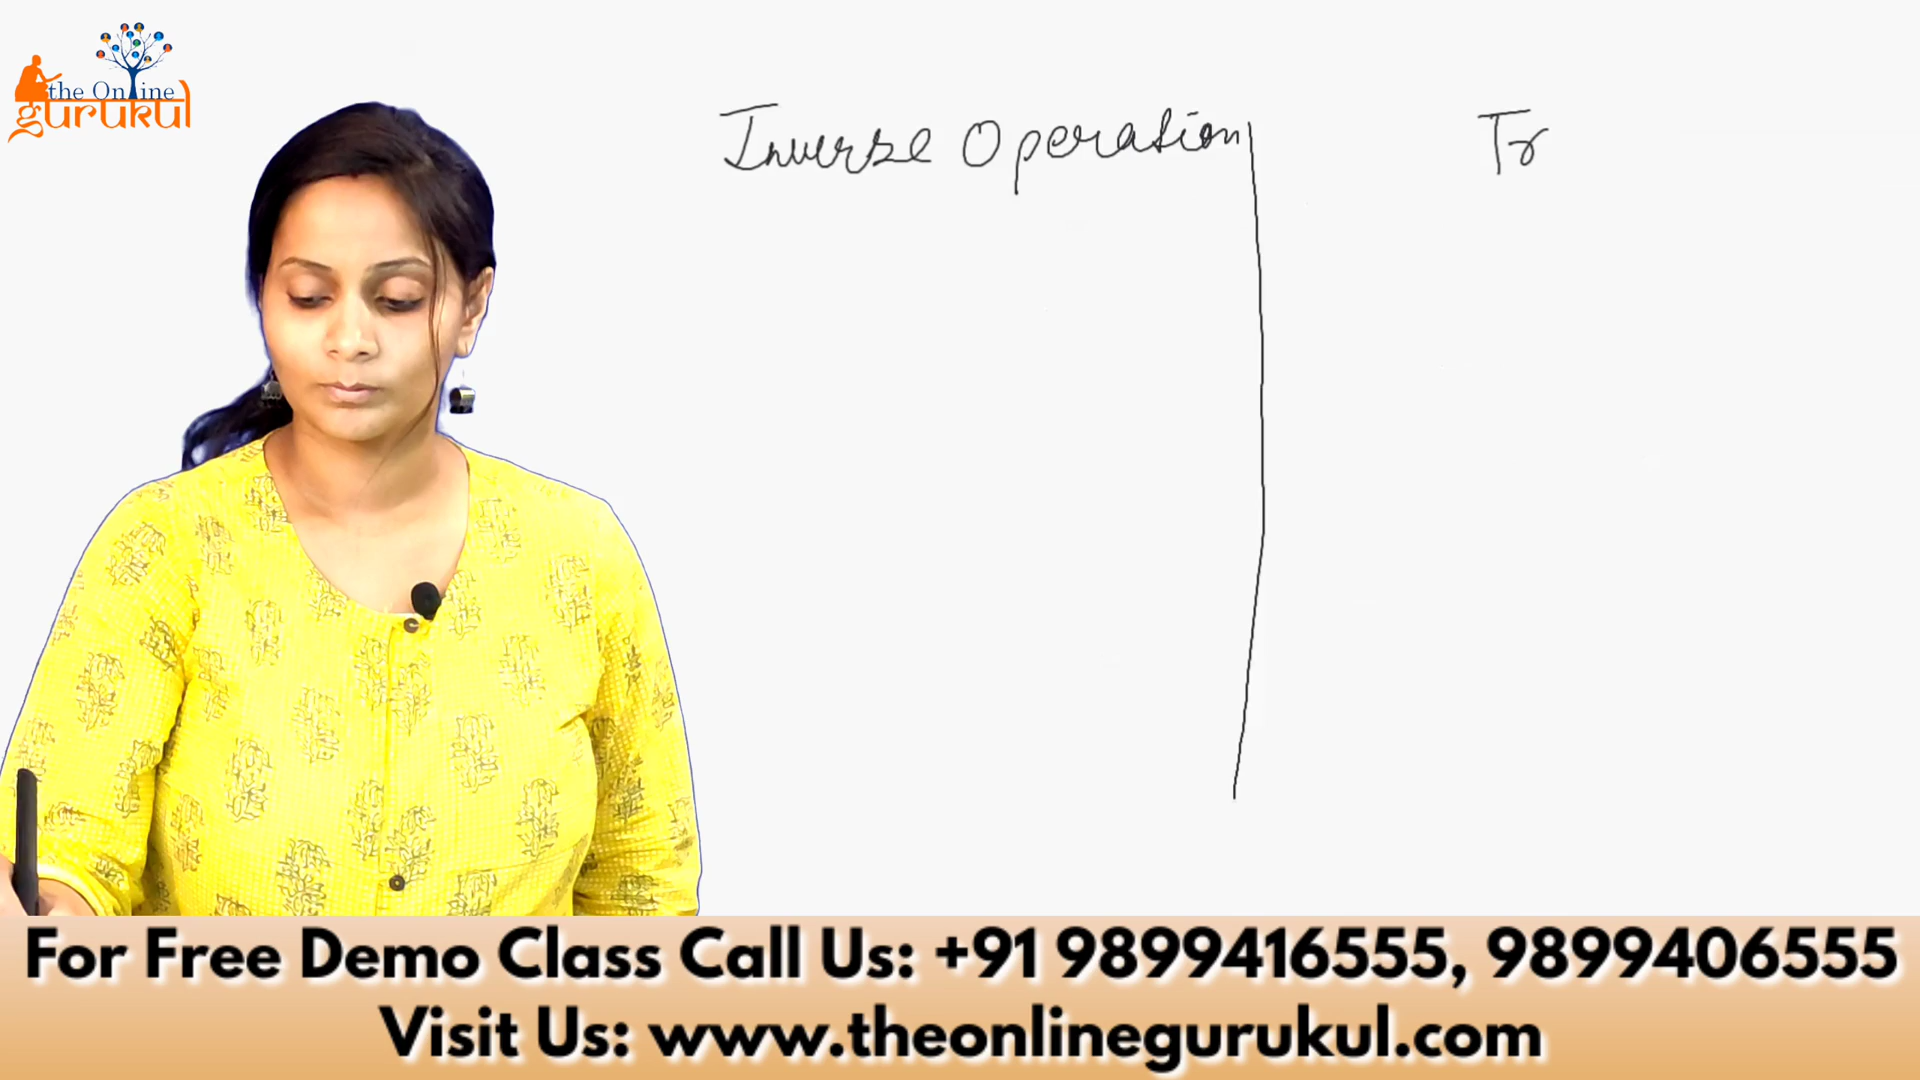 the Online
gurukul
Inverse Operation
Tr
For Free Demo Class Call Us: +91 9899416555, 9899406555
Visit Us: www.theonlinegurukul.com